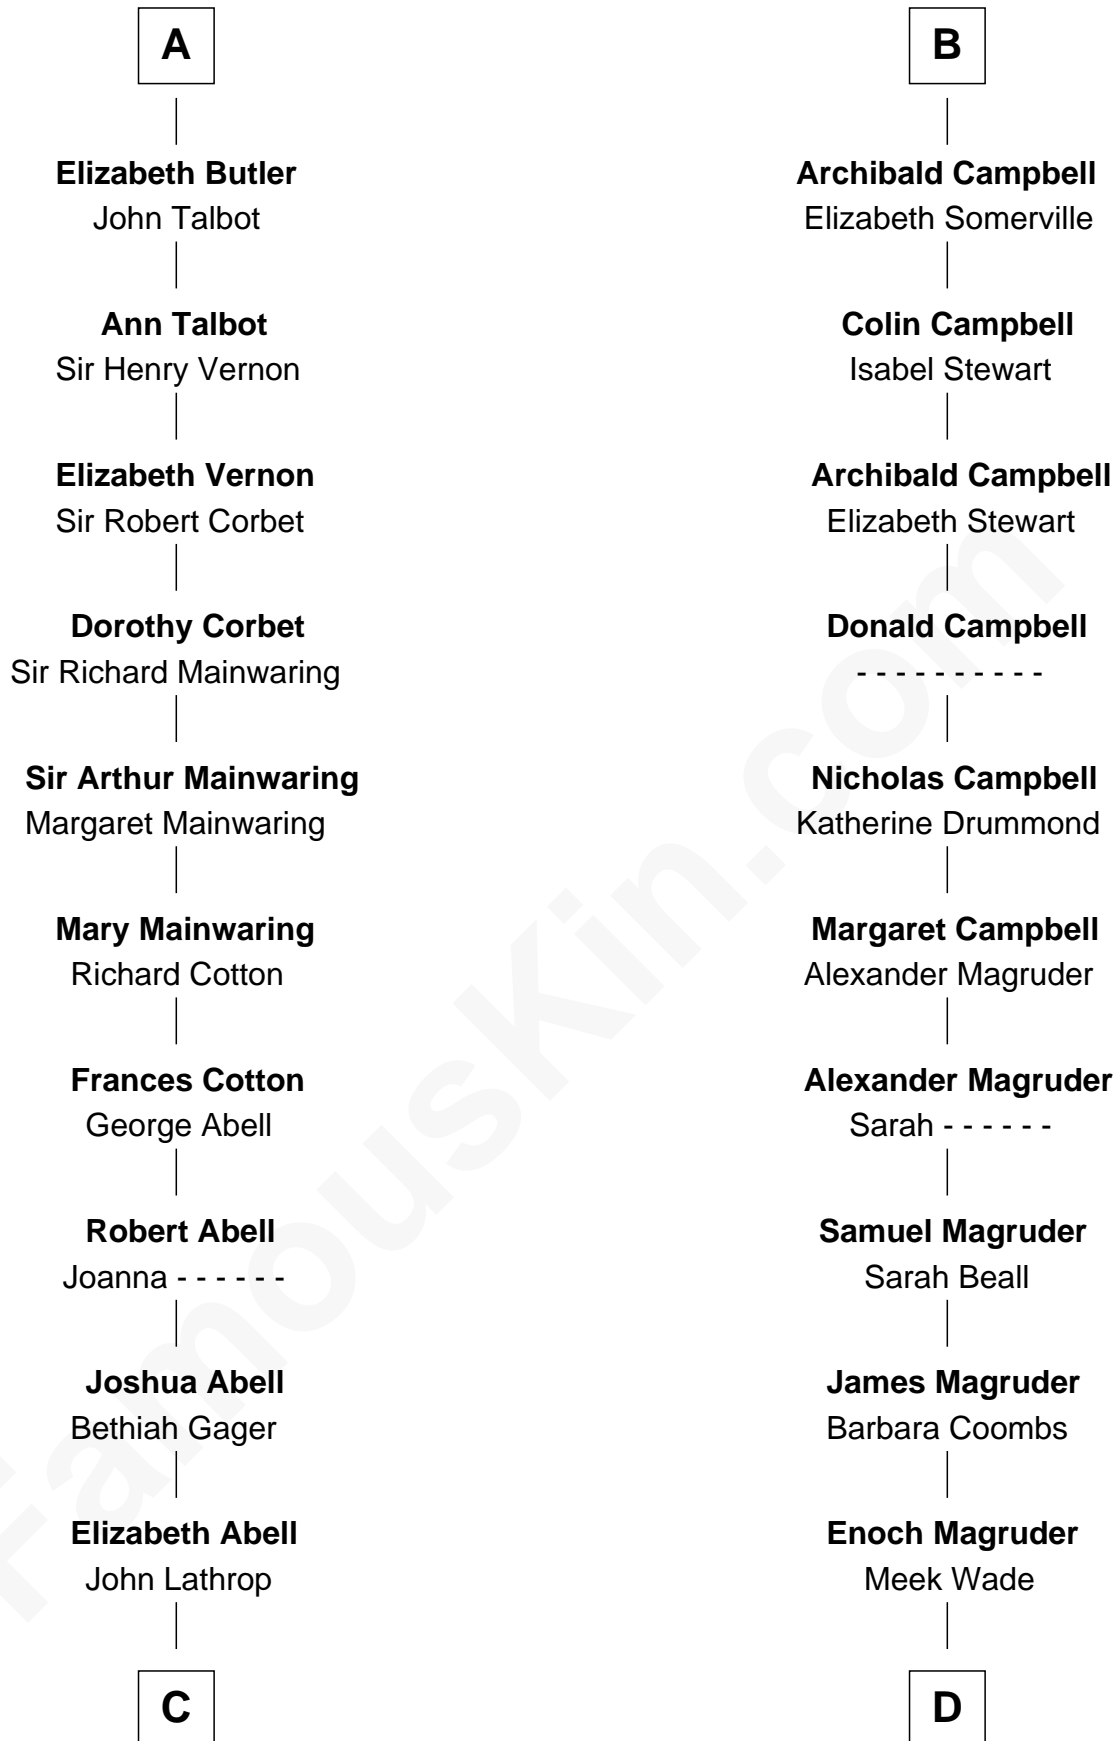 A
Elizabeth Butler
John Talbot
Ann Talbot
Sir Henry Vernon
Elizabeth Vernon
Sir Robert Corbet
Dorothy Corbet
Sir Richard Mainwaring
Sir Arthur Mainwaring
Margaret Mainwaring
Mary Mainwaring
Richard Cotton
Frances Cotton
George Abell
Robert Abell
Joanna - - - - - -
Joshua Abell
Bethiah Gager
Elizabeth Abell
John Lathrop
C
B
Archibald Campbell
Elizabeth Somerville
Colin Campbell
Isabel Stewart
Archibald Campbell
Elizabeth Stewart
Donald Campbell
- - - - - - - - - -
Nicholas Campbell
Katherine Drummond
Margaret Campbell
Alexander Magruder
Alexander Magruder
Sarah - - - - - -
Samuel Magruder
Sarah Beall
James Magruder
Barbara Coombs
Enoch Magruder
Meek Wade
D
FamousKin.com